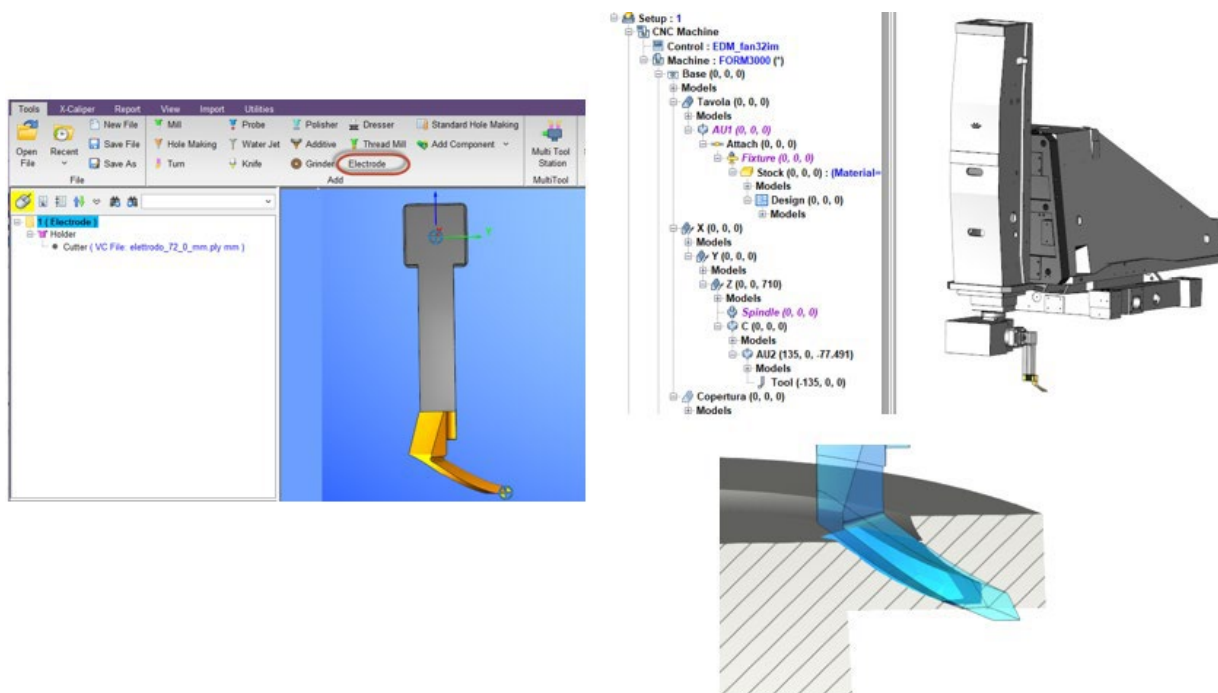 Tools X-Caliper Report View Import Utilities
Open File
Recent
New File
Save File
Save As
File
Mill
Hole Making
Turn
Probe
Water Jet
Knife
Polisher
Additive
Grinder
Dresser
Thread Mill
Electrode
Standard Hole Making
Add Component
Add
Multi Tool Station
MultiTool
1 ( Electrode )
Holder
Cutter ( VC File: elettrodo_72_0_mm.ply mm )
X
Y
Setup : 1
CNC Machine
Control : EDM_fan32im
Machine : FORM3000 (*)
Base (0, 0, 0)
Models
Tavola (0, 0, 0)
Models
AU1 (0, 0, 0)
Attach (0, 0, 0)
Fixture (0, 0, 0)
Stock (0, 0, 0) : (Material=
Models
Design (0, 0, 0)
Models
X (0, 0, 0)
Models
Y (0, 0, 0)
Models
Z (0, 0, 710)
Models
Spindle (0, 0, 0)
C (0, 0, 0)
Models
AU2 (135, 0, -77.491)
Models
Tool (-135, 0, 0)
Copertura (0, 0, 0)
Models